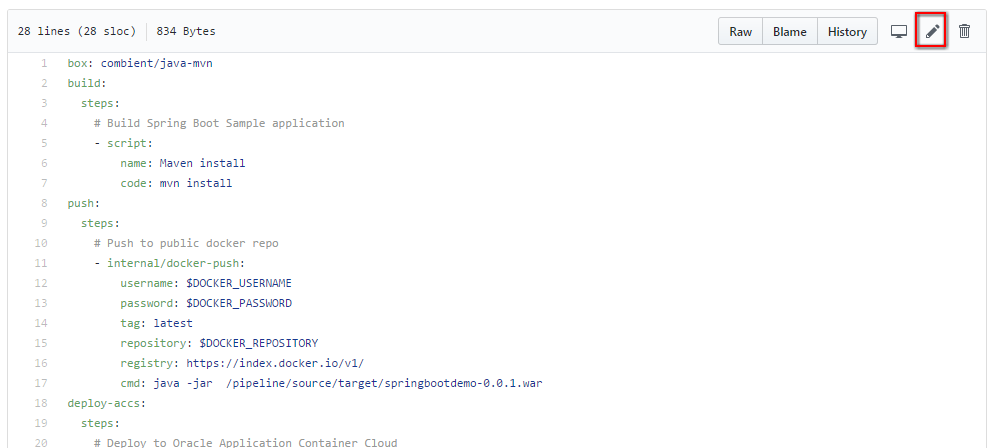 28 lines (28 sloc) 834 Bytes Raw Blame History
1 box: combient/java-mvn
2 build:
3 steps:
4 # Build Spring Boot Sample application
5 - script:
6 name: Maven install
7 code: mvn install
8 push:
9 steps:
10 # Push to public docker repo
11 - internal/docker-push:
12 username: $DOCKER_USERNAME
13 password: $DOCKER_PASSWORD
14 tag: latest
15 repository: $DOCKER_REPOSITORY
16 registry: https://index.docker.io/v1/
17 cmd: java -jar  /pipeline/source/target/springbootdemo-0.0.1.war
18 deploy-accs:
19 steps:
20 # Deploy to Oracle Application Container Cloud